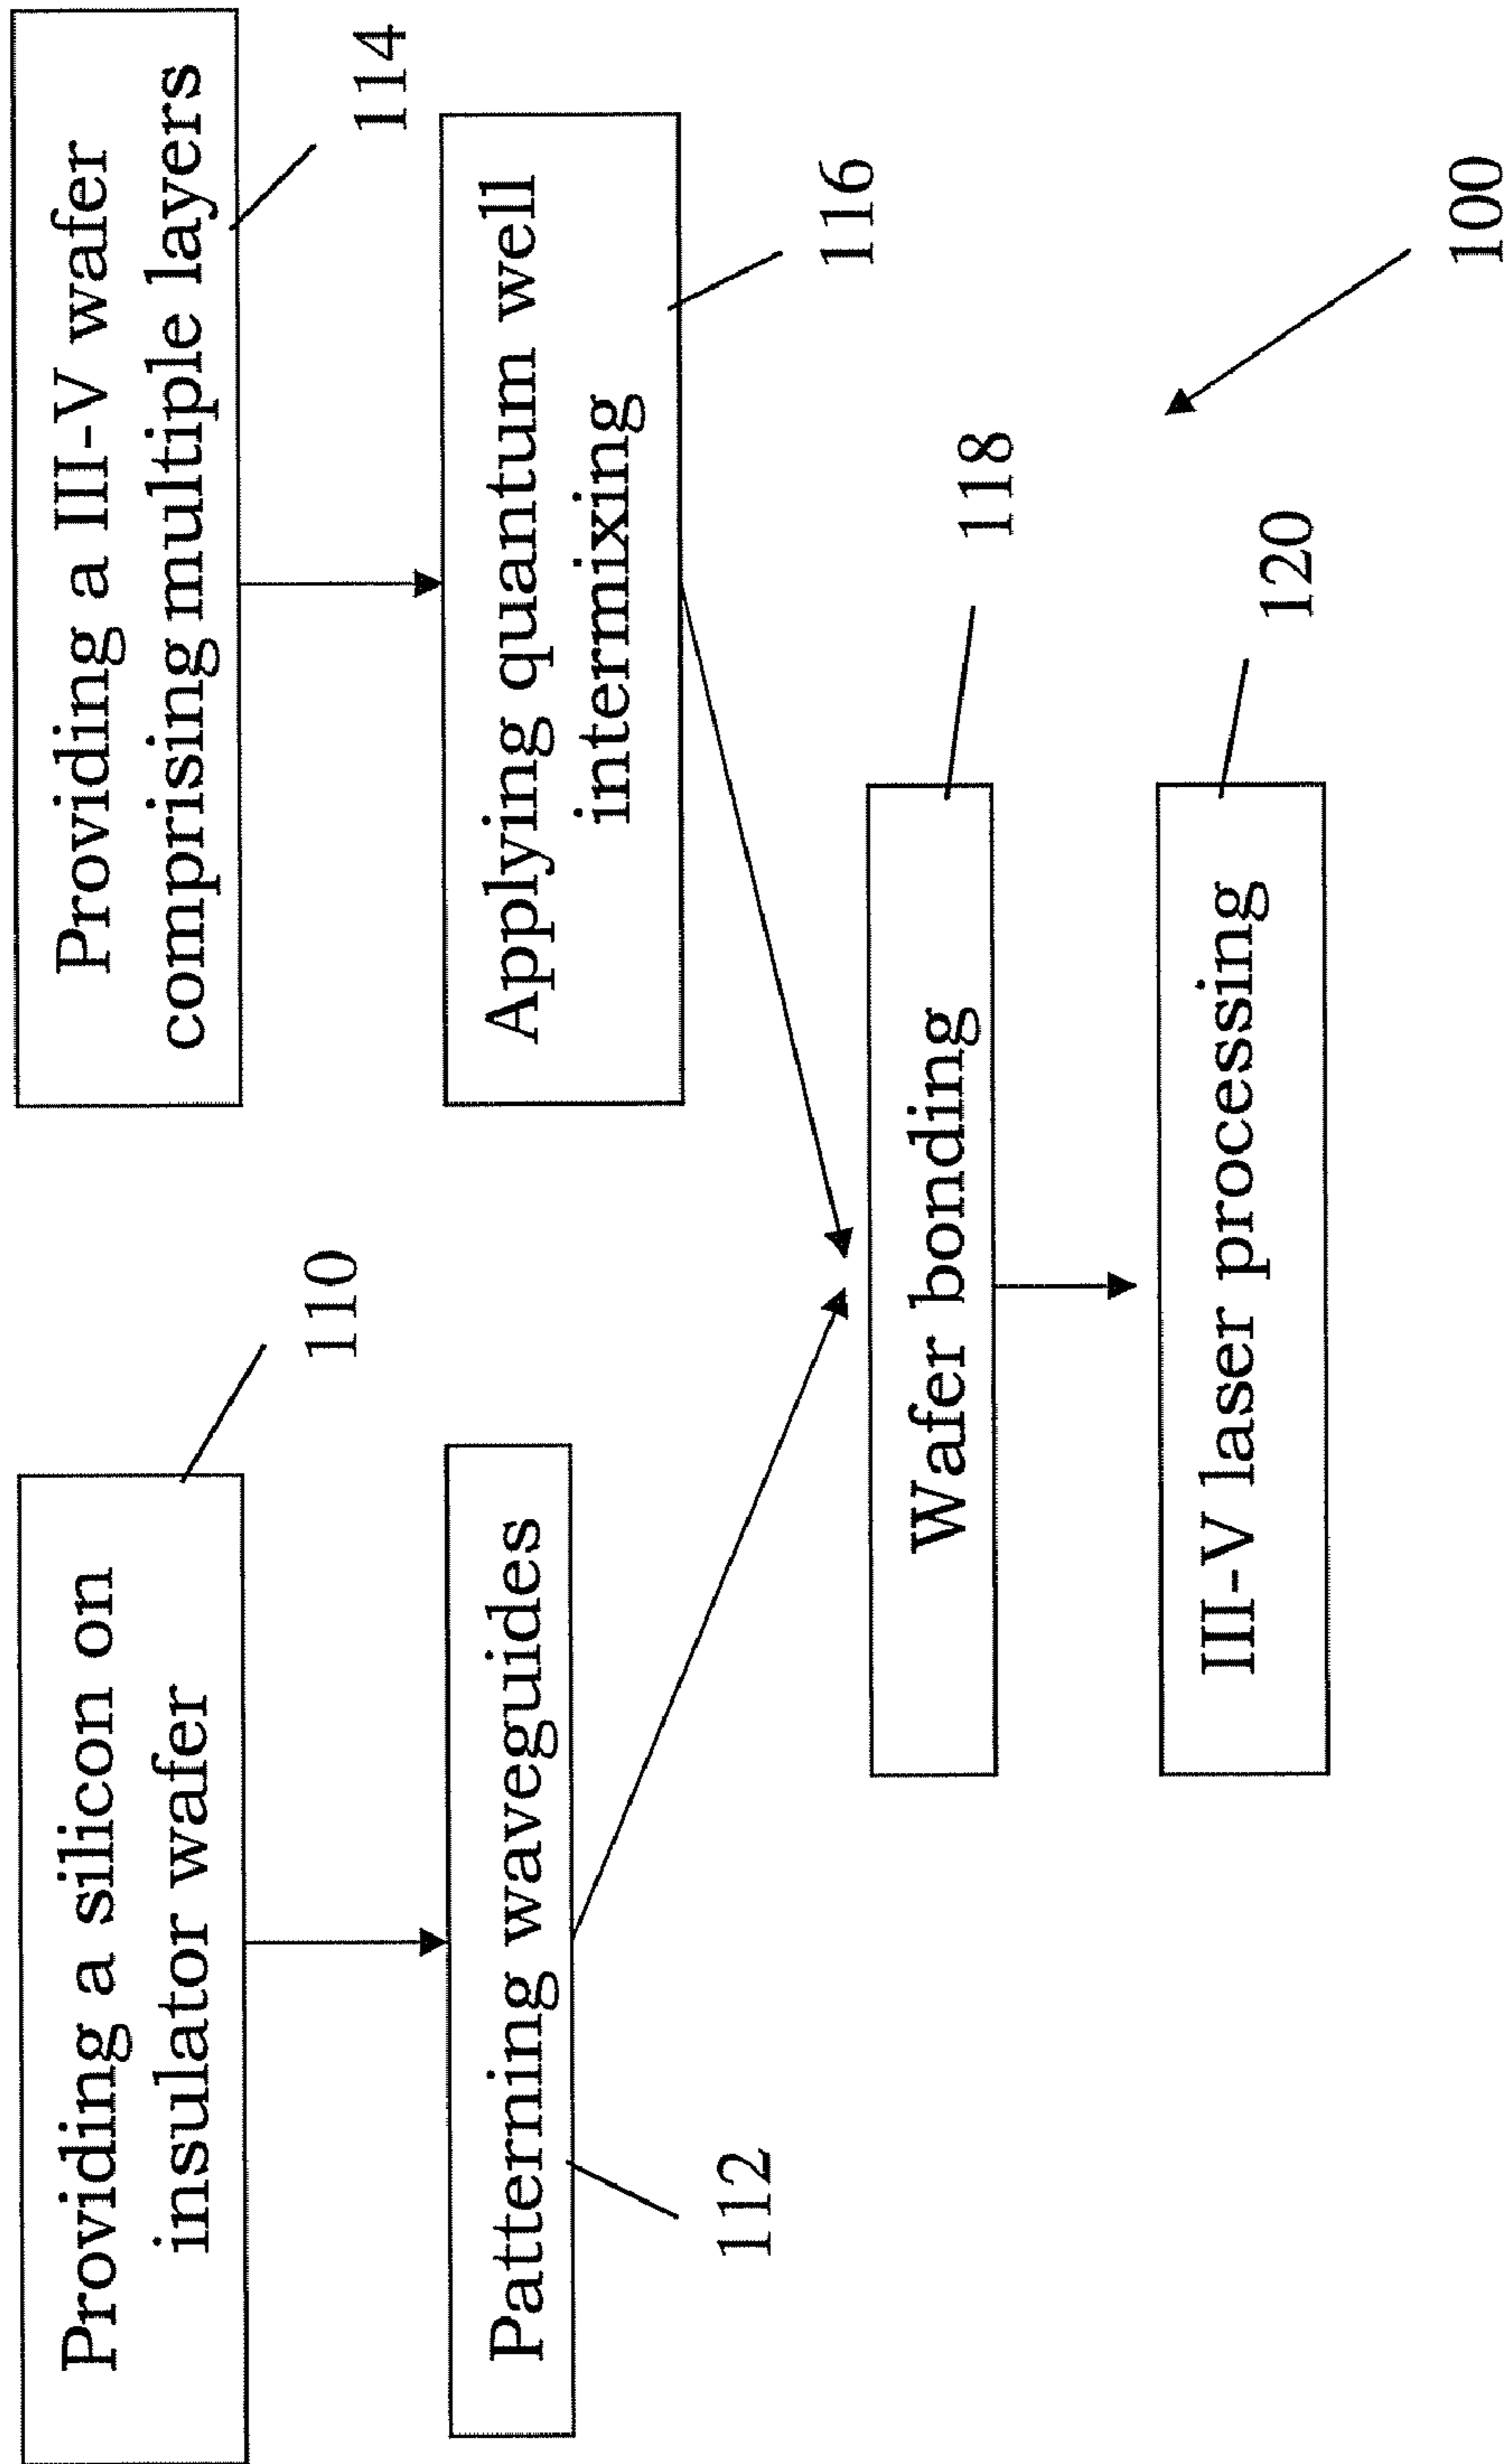 Providing a silicon on
insulator wafer
110
Patterning waveguides
112
Providing a III-V wafer
comprising multiple layers
114
Applying quantum well
intermixing
116
Wafer bonding
118
III-V laser processing
120
100